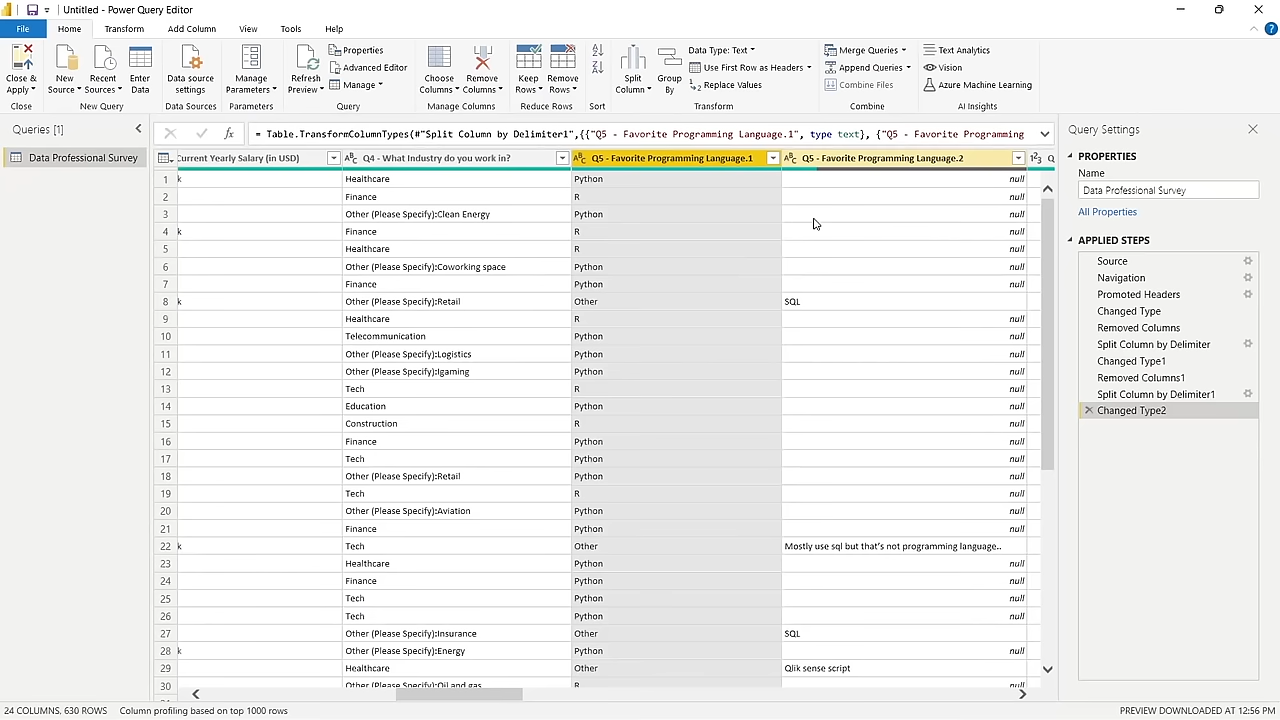 Untitled - Power Query Editor
File Home Transform Add Column View Tools Help
Close & Apply New Source Recent Sources Enter Data Data source settings Manage Parameters Refresh Preview Properties Advanced Editor Manage Choose Columns Remove Columns Keep Rows Remove Rows Split Column Group By Data Type: Text Use First Row as Headers Replace Values Merge Queries Append Queries Combine Files Text Analytics Vision Azure Machine Learning
Close New Query Data Sources Parameters Query Manage Columns Reduce Rows Sort Transform Combine AI Insights
Queries [1]
Data Professional Survey
= Table.TransformColumnTypes(#"Split Column by Delimiter1",{{"Q5 - Favorite Programming Language.1", type text}, {"Q5 - Favorite Programming
Current Yearly Salary (in USD) ABC Q4 - What Industry do you work in? ABC Q5 - Favorite Programming Language.1 ABC Q5 - Favorite Programming Language.2 123 Q
1 k Healthcare Python null
2 Finance R null
3 Other (Please Specify):Clean Energy Python null
4 k Finance R null
5 Healthcare R null
6 Other (Please Specify):Coworking space Python null
7 Finance Python null
8 k Other (Please Specify):Retail Other SQL
9 Healthcare R null
10 Telecommunication Python null
11 Other (Please Specify):Logistics Python null
12 Other (Please Specify):Igaming Python null
13 Tech R null
14 Education Python null
15 Construction R null
16 Finance Python null
17 Tech Python null
18 Other (Please Specify):Retail Python null
19 Tech R null
20 Other (Please Specify):Aviation Python null
21 Finance Python null
22 k Tech Other Mostly use sql but that's not programming language..
23 Healthcare Python null
24 Finance Python null
25 Tech Python null
26 Tech Python null
27 Other (Please Specify):Insurance Other SQL
28 k Other (Please Specify):Energy Python null
29 Healthcare Other Qlik sense script
30 Other (Please Specify):Oil and gas R null
Query Settings
PROPERTIES
Name
Data Professional Survey
All Properties
APPLIED STEPS
Source
Navigation
Promoted Headers
Changed Type
Removed Columns
Split Column by Delimiter
Changed Type1
Removed Columns1
Split Column by Delimiter1
Changed Type2
24 COLUMNS, 630 ROWS Column profiling based on top 1000 rows PREVIEW DOWNLOADED AT 12:56 PM